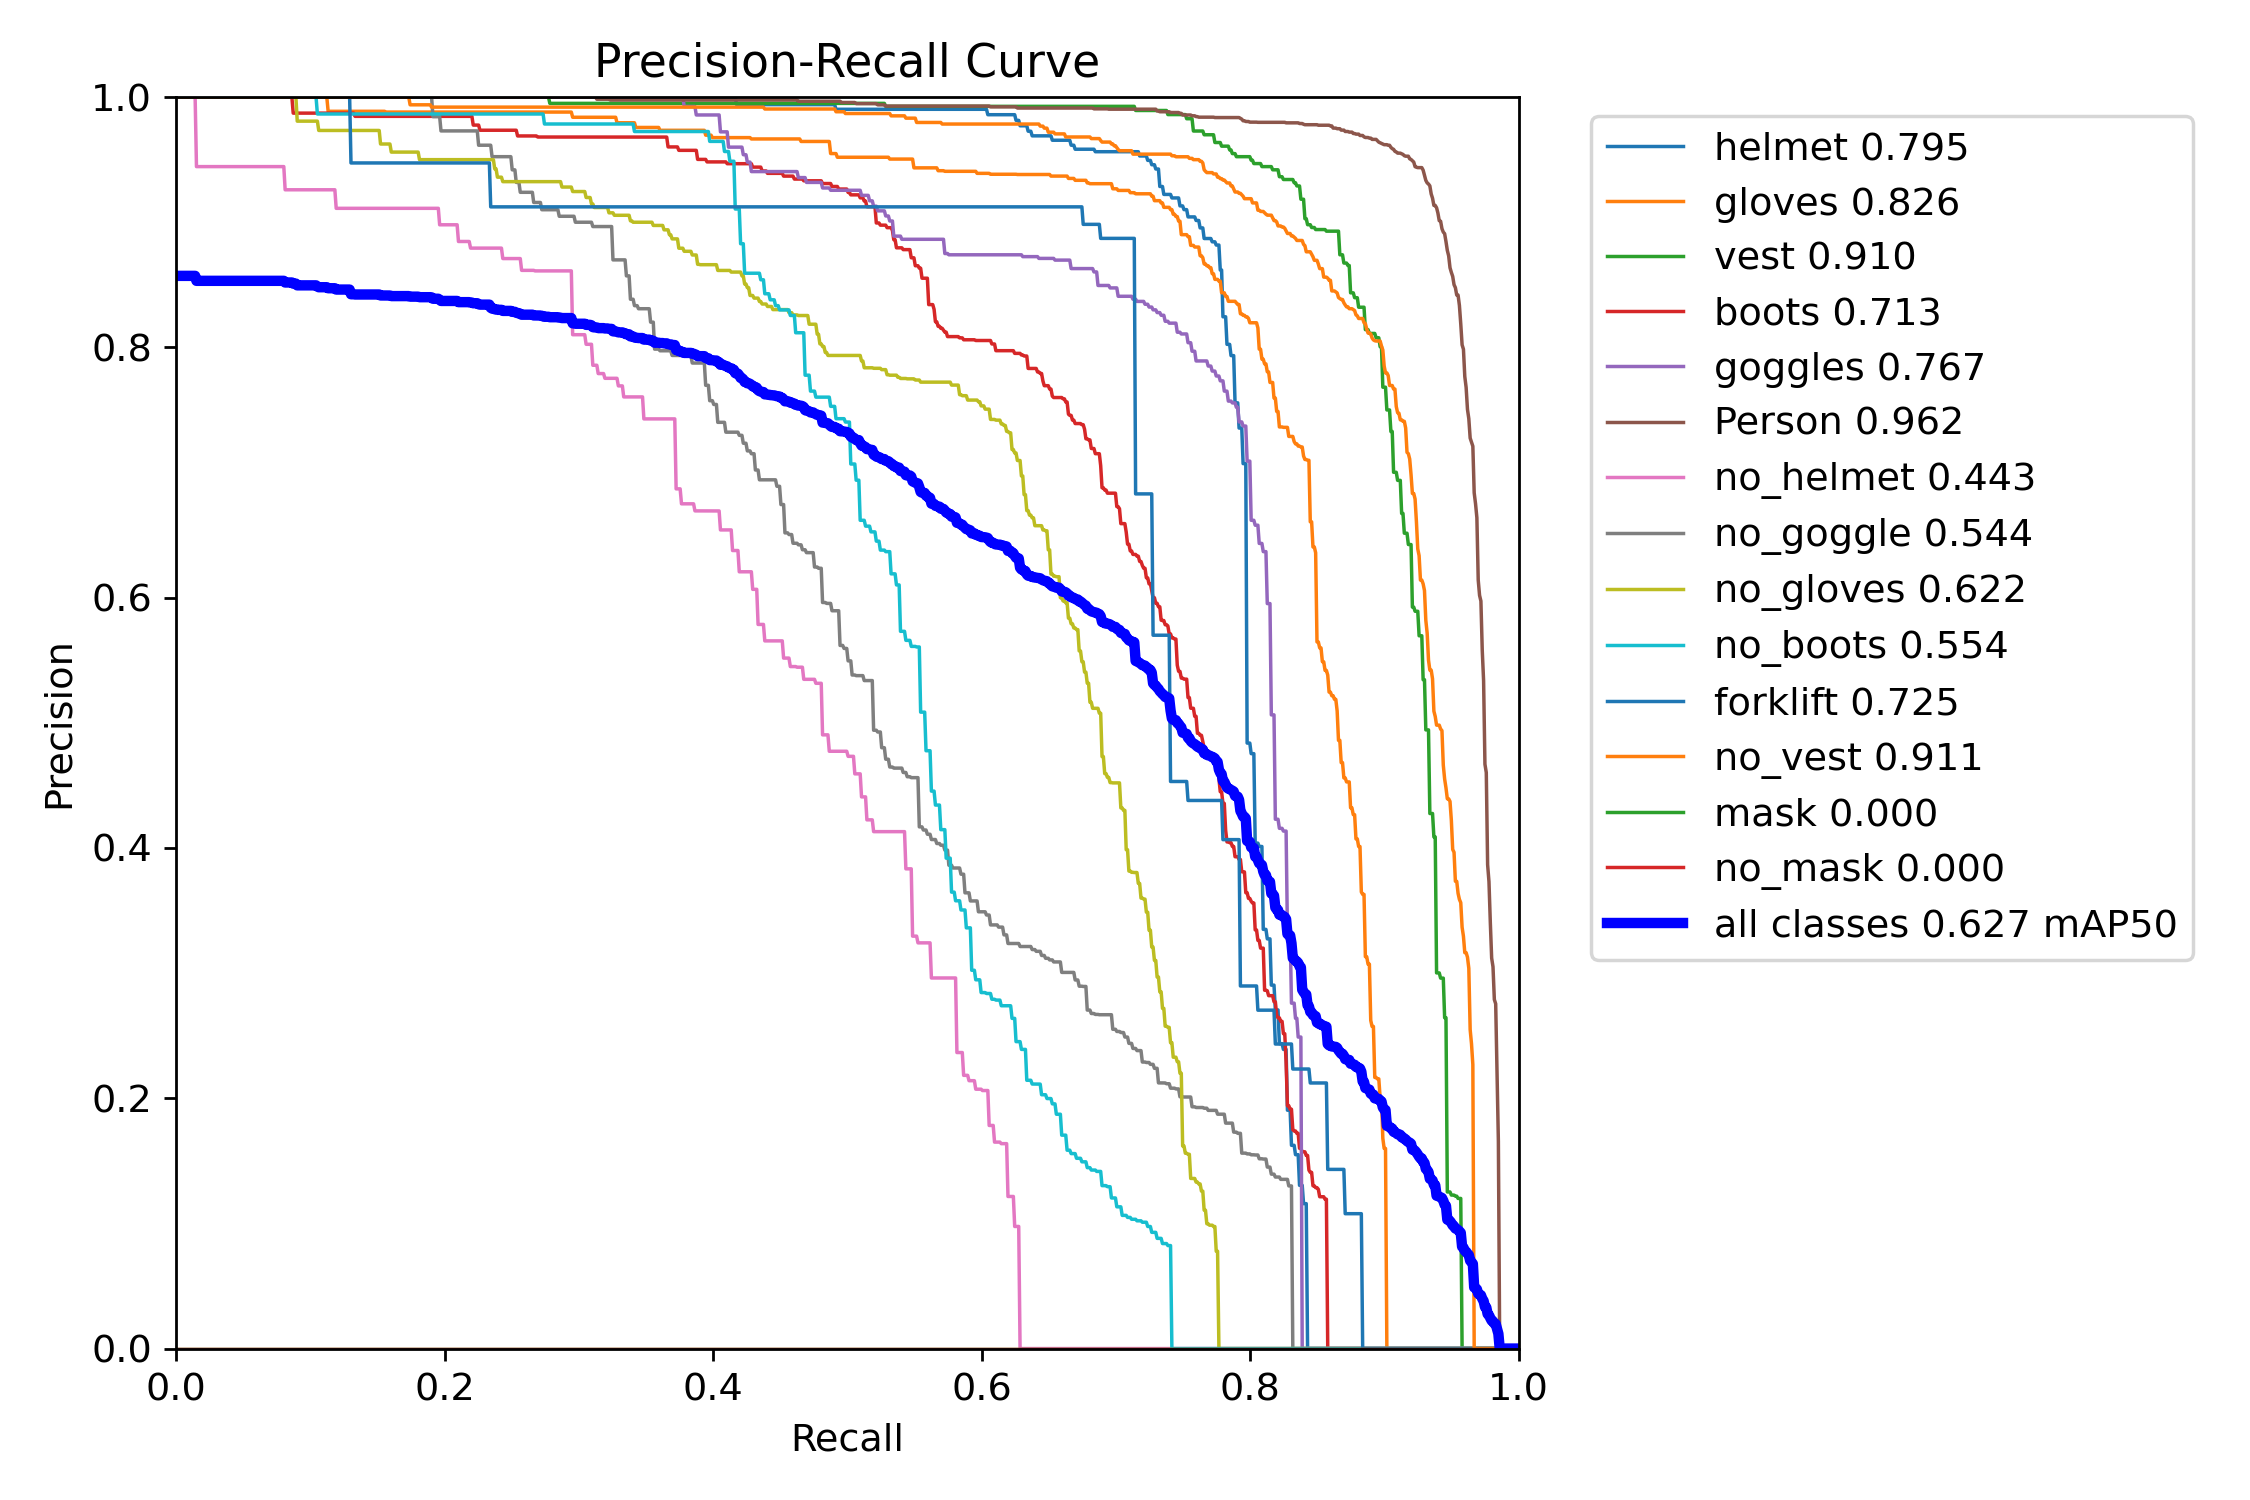 Precision-Recall Curve
1.0
0.8
0.6
0.4
0.2
0.0
Precision
0.0 0.2 0.4 0.6 0.8 1.0
Recall
helmet 0.795
gloves 0.826
vest 0.910
boots 0.713
goggles 0.767
Person 0.962
no_helmet 0.443
no_goggle 0.544
no_gloves 0.622
no_boots 0.554
forklift 0.725
no_vest 0.911
mask 0.000
no_mask 0.000
all classes 0.627 mAP50